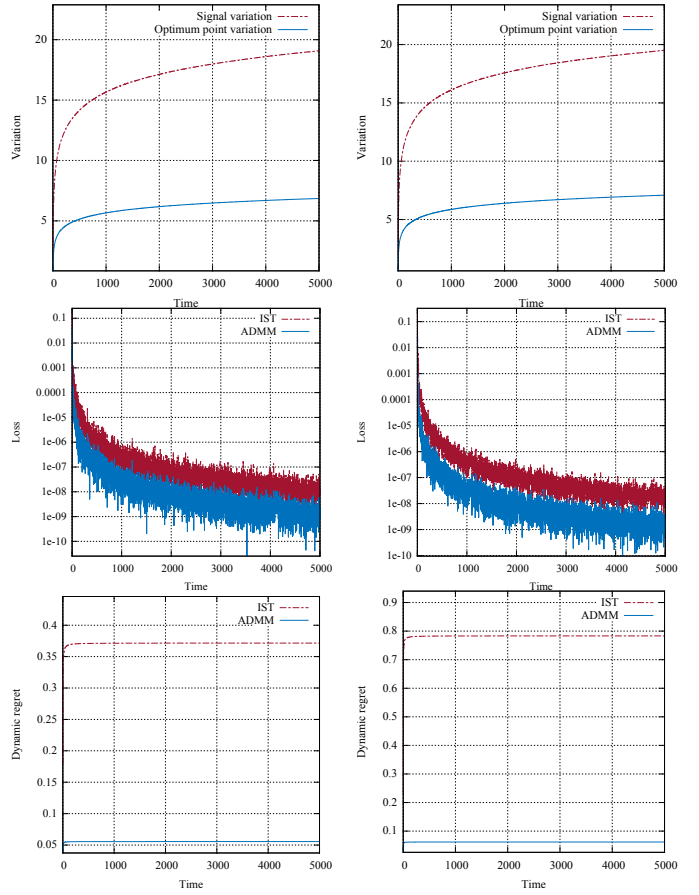 Signal variation
Optimum point variation
20
15
10
5
0
1000
2000
3000
4000
5000
Variation
Time
Signal variation
Optimum point variation
20
15
10
5
0
1000
2000
3000
4000
5000
Variation
Time
IST
ADMM
0.1
0.01
0.001
0.0001
1e-05
1e-06
1e-07
1e-08
1e-09
1e-10
0
1000
2000
3000
4000
5000
Loss
Time
IST
ADMM
0.1
0.01
0.001
0.0001
1e-05
1e-06
1e-07
1e-08
1e-09
1e-10
0
1000
2000
3000
4000
5000
Loss
Time
IST
ADMM
0.4
0.35
0.3
0.25
0.2
0.15
0.1
0.05
0
1000
2000
3000
4000
5000
Dynamic regret
Time
IST
ADMM
0.9
0.8
0.7
0.6
0.5
0.4
0.3
0.2
0.1
0
1000
2000
3000
4000
5000
Dynamic regret
Time